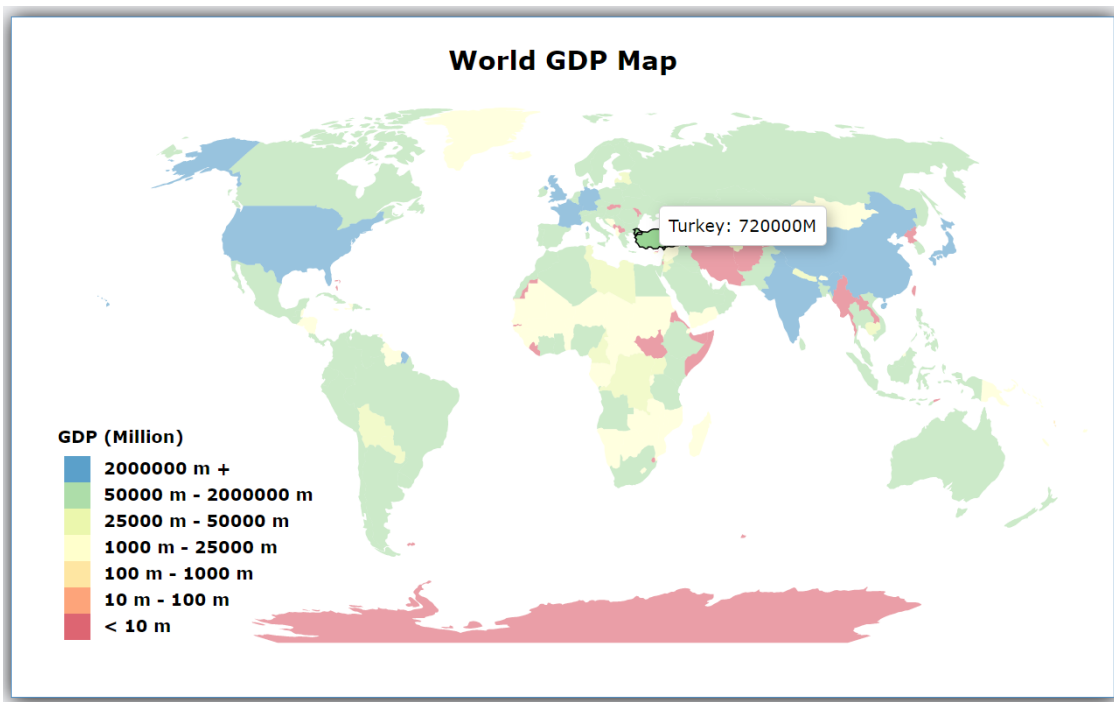 World GDP Map
Turkey: 720000M
GDP (Million)
2000000 m +
50000 m - 2000000 m
25000 m - 50000 m
1000 m - 25000 m
100 m - 1000 m
10 m - 100 m
< 10 m